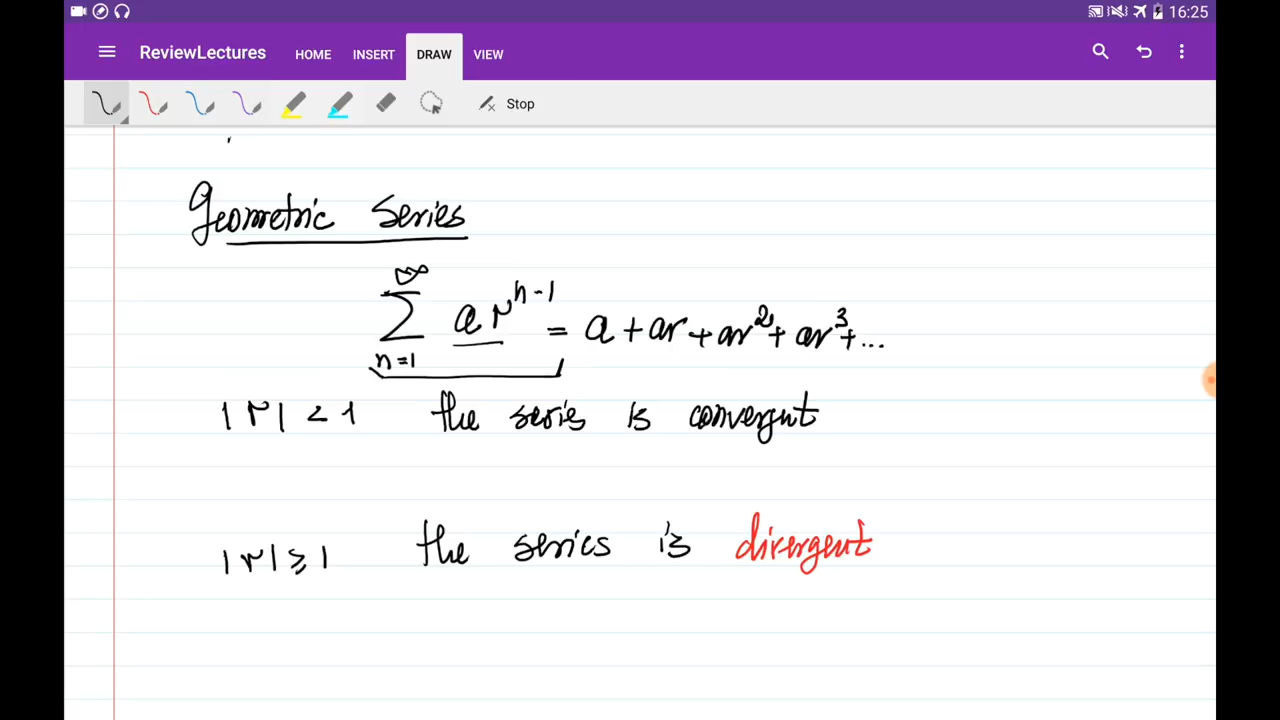 16:25
ReviewLectures HOME INSERT DRAW VIEW
Stop
Geometric Series
∞
∑ a r^{n-1} = a + ar + ar² + ar³ + ...
n=1
|r| < 1 the series is convergent
|r| ≥ 1 the series is divergent